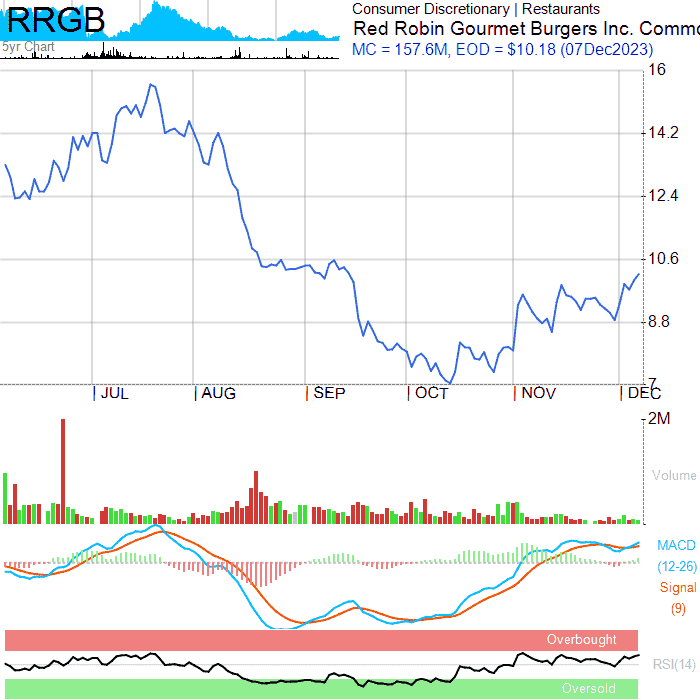 RRGB
5yr Chart
Consumer Discretionary | Restaurants
Red Robin Gourmet Burgers Inc. Commo
MC = 157.6M, EOD = $10.18 (07Dec2023)
16
14.2
12.4
10.6
8.8
7
JUL AUG SEP OCT NOV DEC
2M
Volume
MACD
(12-26)
Signal
(9)
Overbought
RSI(14)
Oversold